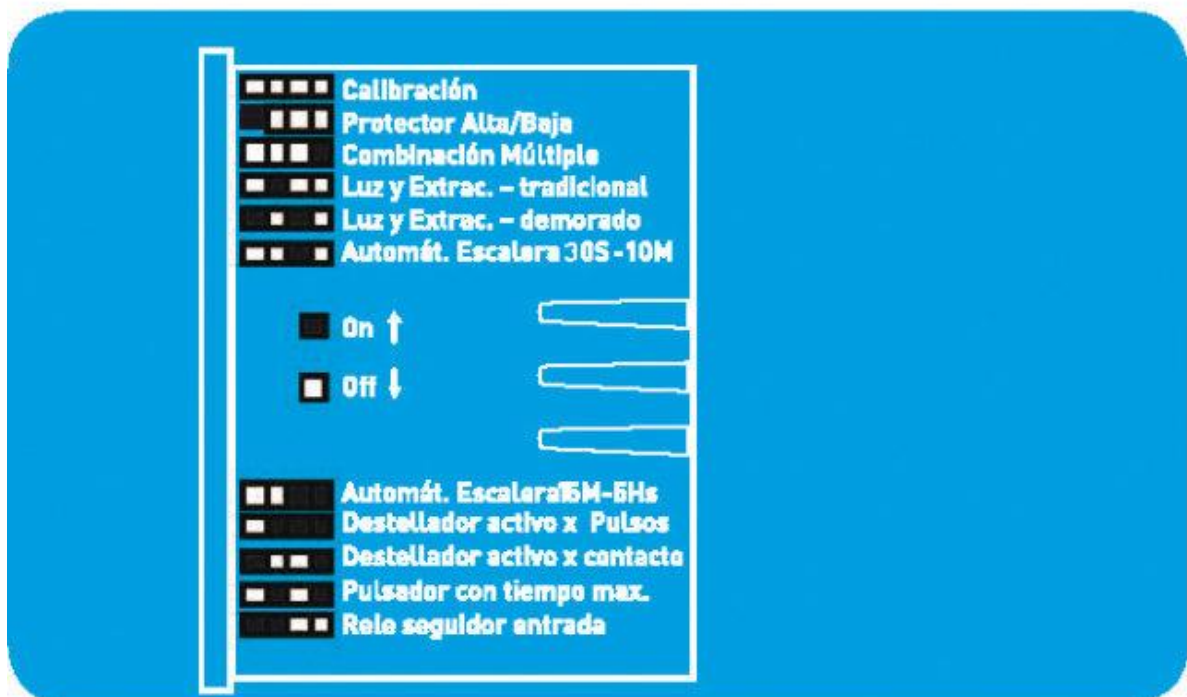 Calibración
Protector Alta/Baja
Combinación Múltiple
Luz y Extrac. – tradicional
Luz y Extrac. – demorado
Automát. Escalera 30S - 10M
On ↑
Off ↓
Automát. Escalera 15M-6Hs
Destellador activo x Pulsos
Destellador activo x contacto
Pulsador con tiempo max.
Rele seguidor entrada